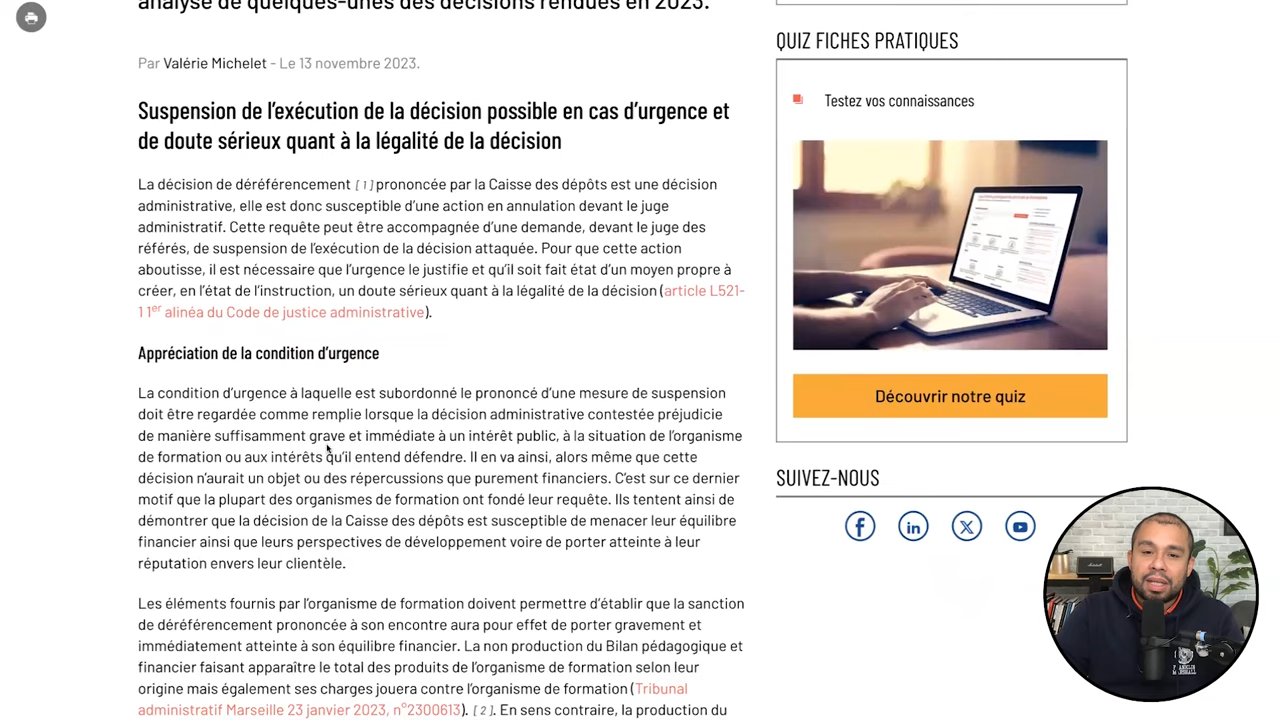 analyse de quelques-unes des décisions rendues en 2023.
Par Valérie Michelet - Le 13 novembre 2023.
Suspension de l’exécution de la décision possible en cas d’urgence et
de doute sérieux quant à la légalité de la décision
La décision de déréférencement [1] prononcée par la Caisse des dépôts est une décision
administrative, elle est donc susceptible d’une action en annulation devant le juge
administratif. Cette requête peut être accompagnée d’une demande, devant le juge des
référés, de suspension de l’exécution de la décision attaquée. Pour que cette action
aboutisse, il est nécessaire que l’urgence le justifie et qu’il soit fait état d’un moyen propre à
créer, en l’état de l’instruction, un doute sérieux quant à la légalité de la décision (article L521-
1 1er alinéa du Code de justice administrative).
Appréciation de la condition d’urgence
La condition d’urgence à laquelle est subordonné le prononcé d’une mesure de suspension
doit être regardée comme remplie lorsque la décision administrative contestée préjudicie
de manière suffisamment grave et immédiate à un intérêt public, à la situation de l’organisme
de formation ou aux intérêts qu’il entend défendre. Il en va ainsi, alors même que cette
décision n’aurait un objet ou des répercussions que purement financiers. C’est sur ce dernier
motif que la plupart des organismes de formation ont fondé leur requête. Ils tentent ainsi de
démontrer que la décision de la Caisse des dépôts est susceptible de menacer leur équilibre
financier ainsi que leurs perspectives de développement voire de porter atteinte à leur
réputation envers leur clientèle.
Les éléments fournis par l’organisme de formation doivent permettre d’établir que la sanction
de déréférencement prononcée à son encontre aura pour effet de porter gravement et
immédiatement atteinte à son équilibre financier. La non production du Bilan pédagogique et
financier faisant apparaître le total des produits de l’organisme de formation selon leur
origine mais également ses charges jouera contre l’organisme de formation (Tribunal
administratif Marseille 23 janvier 2023, n°2300613). [2]. En sens contraire, la production du
QUIZ FICHES PRATIQUES
Testez vos connaissances
Découvrir notre quiz
SUIVEZ-NOUS